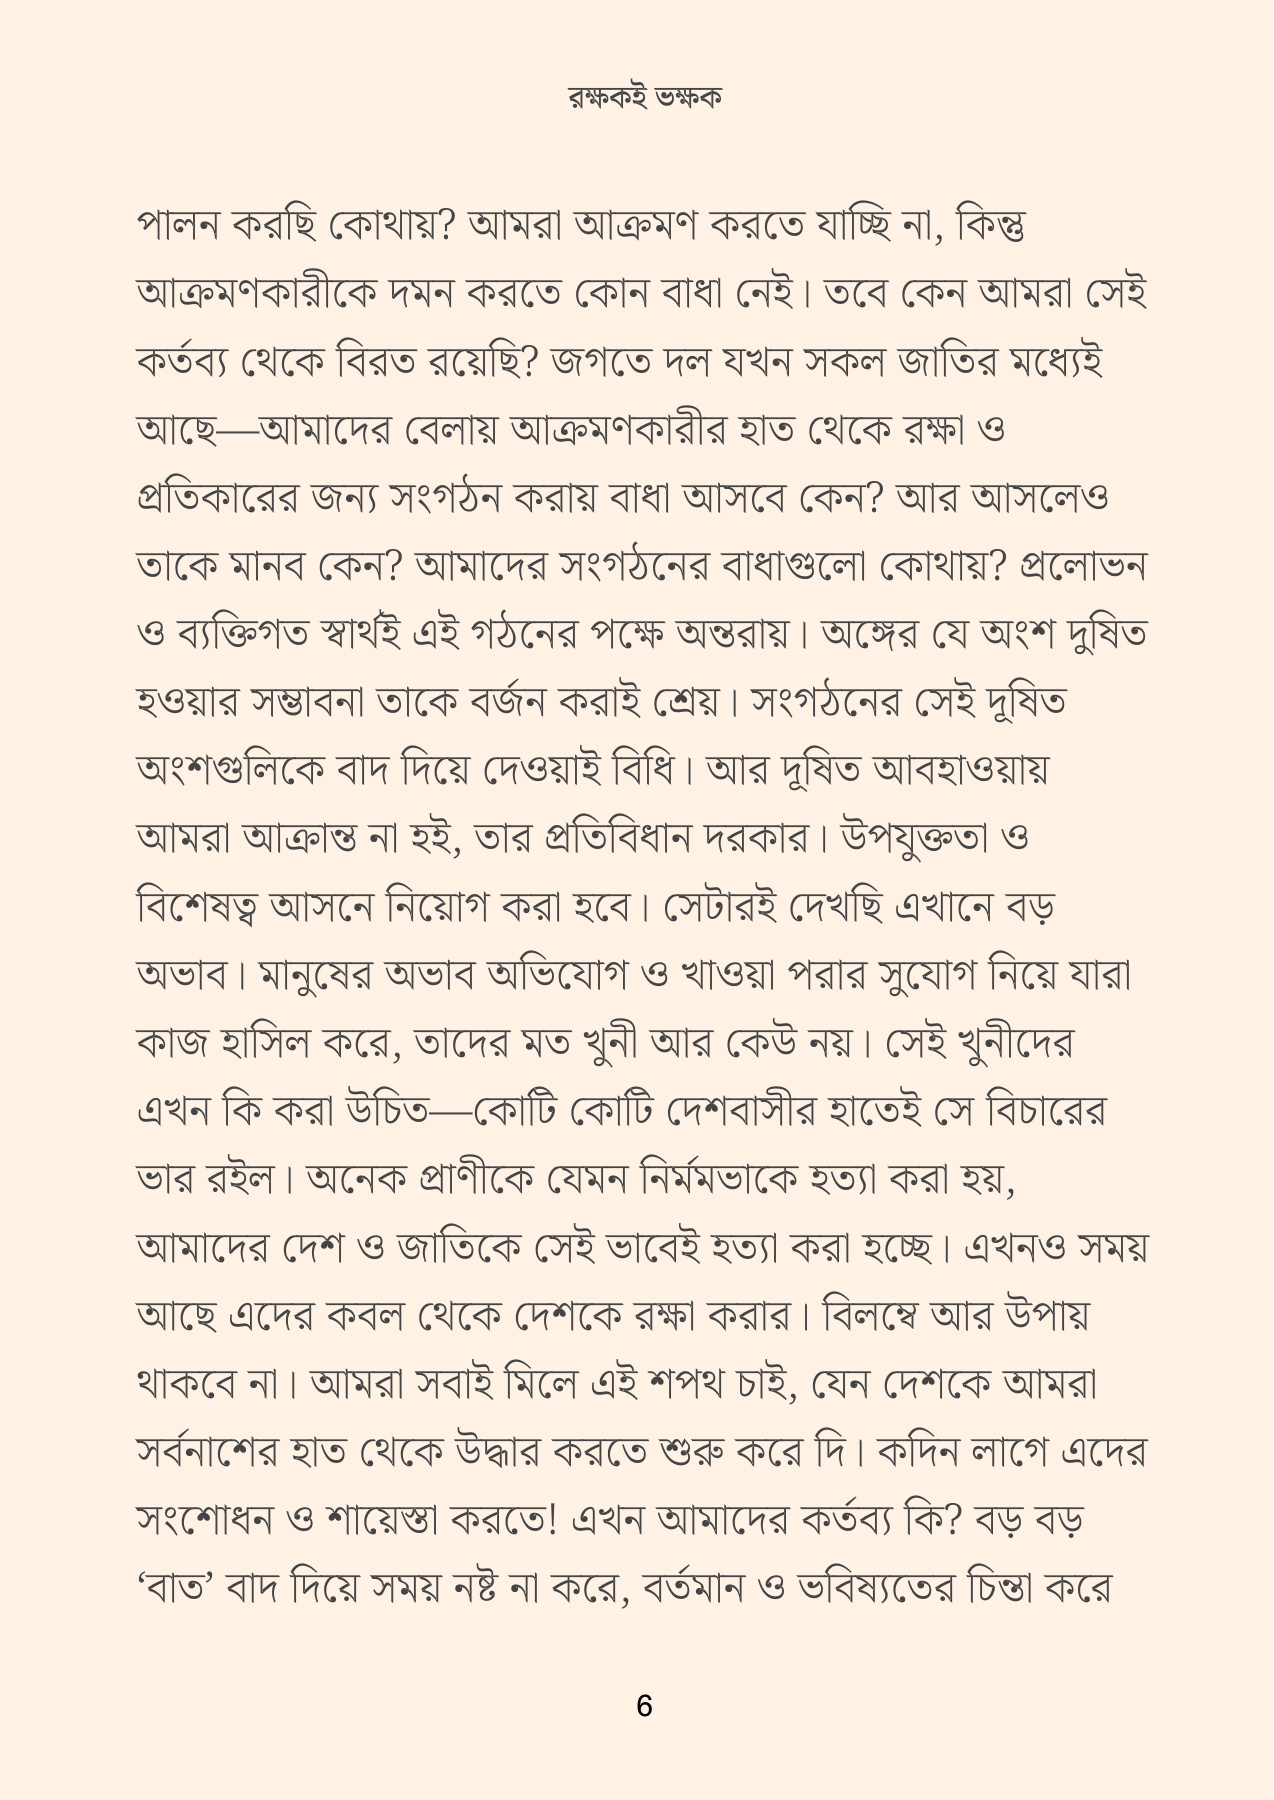 রক্ষকই ভক্ষক
পালন করছি কোথায়? আমরা আক্রমণ করতে যাচ্ছি না, কিন্তু
আক্রমণকারীকে দমন করতে কোন বাধা নেই। তবে কেন আমরা সেই
কর্তব্য থেকে বিরত রয়েছি? জগতে দল যখন সকল জাতির মধ্যেই
আছে—আমাদের বেলায় আক্রমণকারীর হাত থেকে রক্ষা ও
প্রতিকারের জন্য সংগঠন করায় বাধা আসবে কেন? আর আসলেও
তাকে মানব কেন? আমাদের সংগঠনের বাধাগুলো কোথায়? প্রলোভন
ও ব্যক্তিগত স্বার্থই এই গঠনের পক্ষে অন্তরায়। অঙ্গের যে অংশ দুষিত
হওয়ার সম্ভাবনা তাকে বর্জন করাই শ্রেয়। সংগঠনের সেই দূষিত
অংশগুলিকে বাদ দিয়ে দেওয়াই বিধি। আর দূষিত আবহাওয়ায়
আমরা আক্রান্ত না হই, তার প্রতিবিধান দরকার। উপযুক্ততা ও
বিশেষত্ব আসনে নিয়োগ করা হবে। সেটারই দেখছি এখানে বড়
অভাব। মানুষের অভাব অভিযোগ ও খাওয়া পরার সুযোগ নিয়ে যারা
কাজ হাসিল করে, তাদের মত খুনী আর কেউ নয়। সেই খুনীদের
এখন কি করা উচিত—কোটি কোটি দেশবাসীর হাতেই সে বিচারের
ভার রইল। অনেক প্রাণীকে যেমন নির্মমভাকে হত্যা করা হয়,
আমাদের দেশ ও জাতিকে সেই ভাবেই হত্যা করা হচ্ছে। এখনও সময়
আছে এদের কবল থেকে দেশকে রক্ষা করার। বিলম্বে আর উপায়
থাকবে না। আমরা সবাই মিলে এই শপথ চাই, যেন দেশকে আমরা
সর্বনাশের হাত থেকে উদ্ধার করতে শুরু করে দি। কদিন লাগে এদের
সংশোধন ও শায়েস্তা করতে! এখন আমাদের কর্তব্য কি? বড় বড়
‘বাত’ বাদ দিয়ে সময় নষ্ট না করে, বর্তমান ও ভবিষ্যতের চিন্তা করে
6